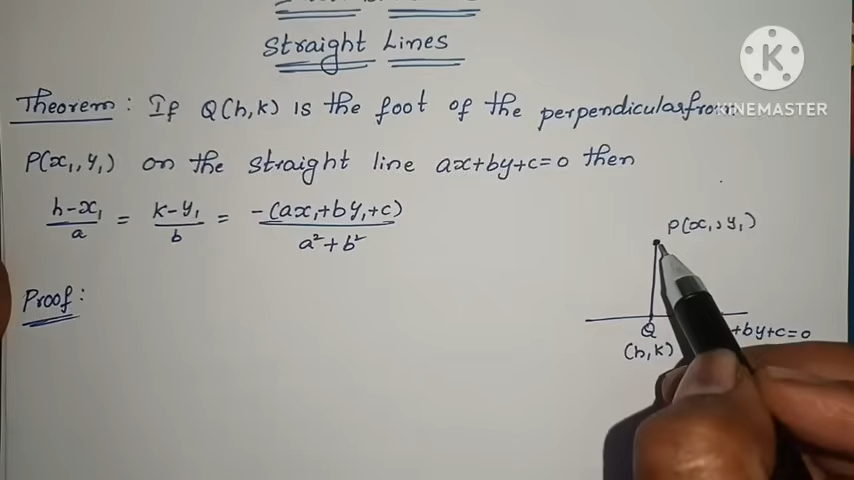 Straight Lines
Theorem: If Q(h,k) is the foot of the perpendicular from
P(x₁,y₁) on the straight line ax+by+c=0 then
h-x₁/a = k-y₁/b = -(ax₁+by₁+c)/a²+b²
Proof:
P(x₁,y₁)
Q
+by+c=0
(h,k)
K
KINEMASTER